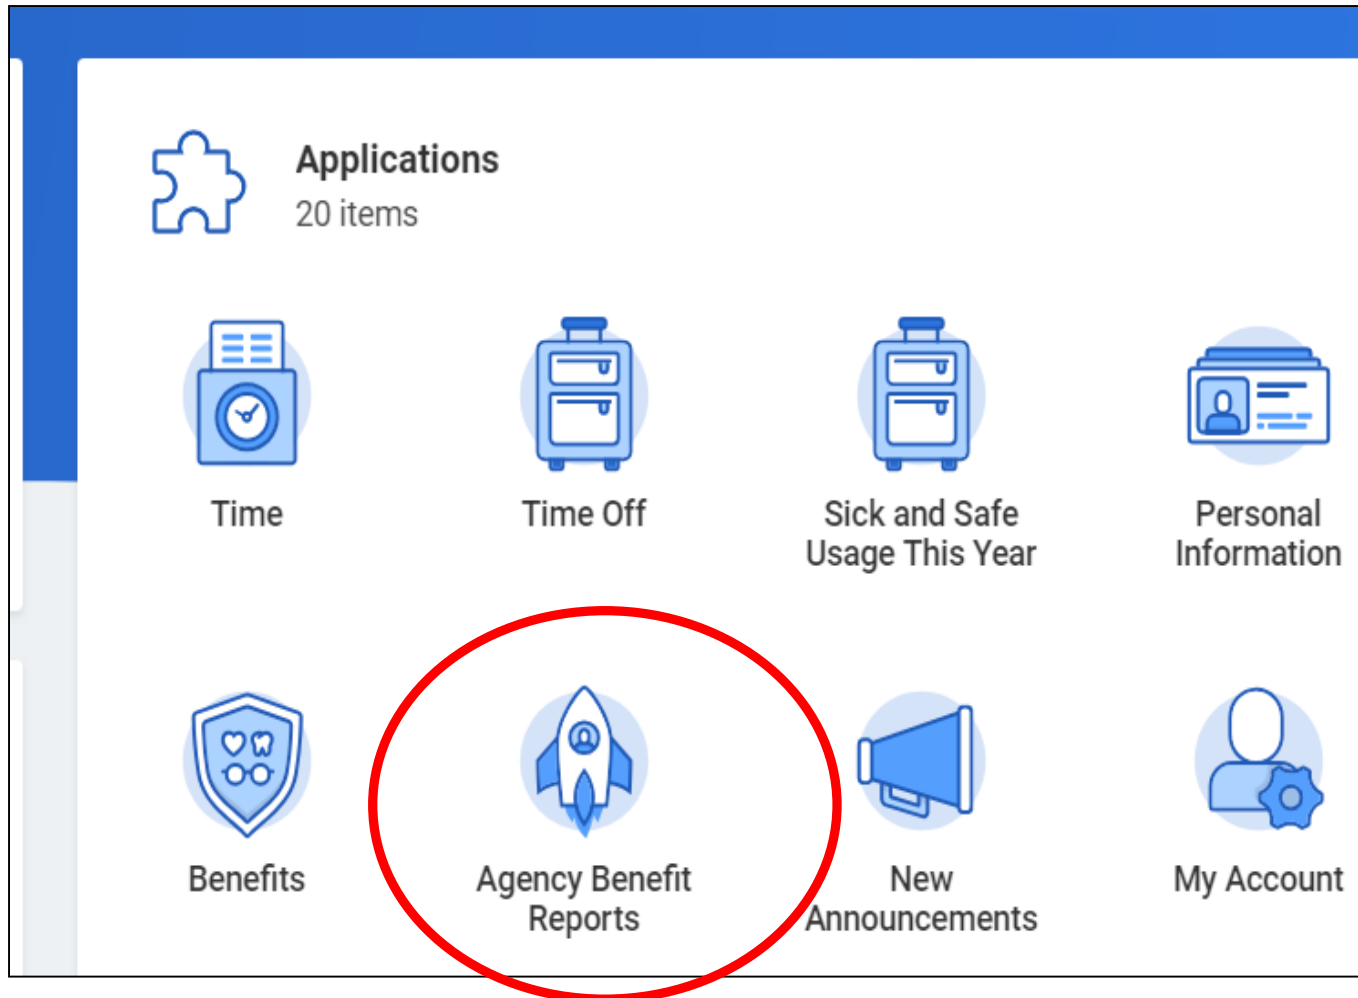 Applications
20 items
Time
Time Off
Sick and Safe
Usage This Year
Personal
Information
Benefits
Agency Benefit
Reports
New
Announcements
My Account